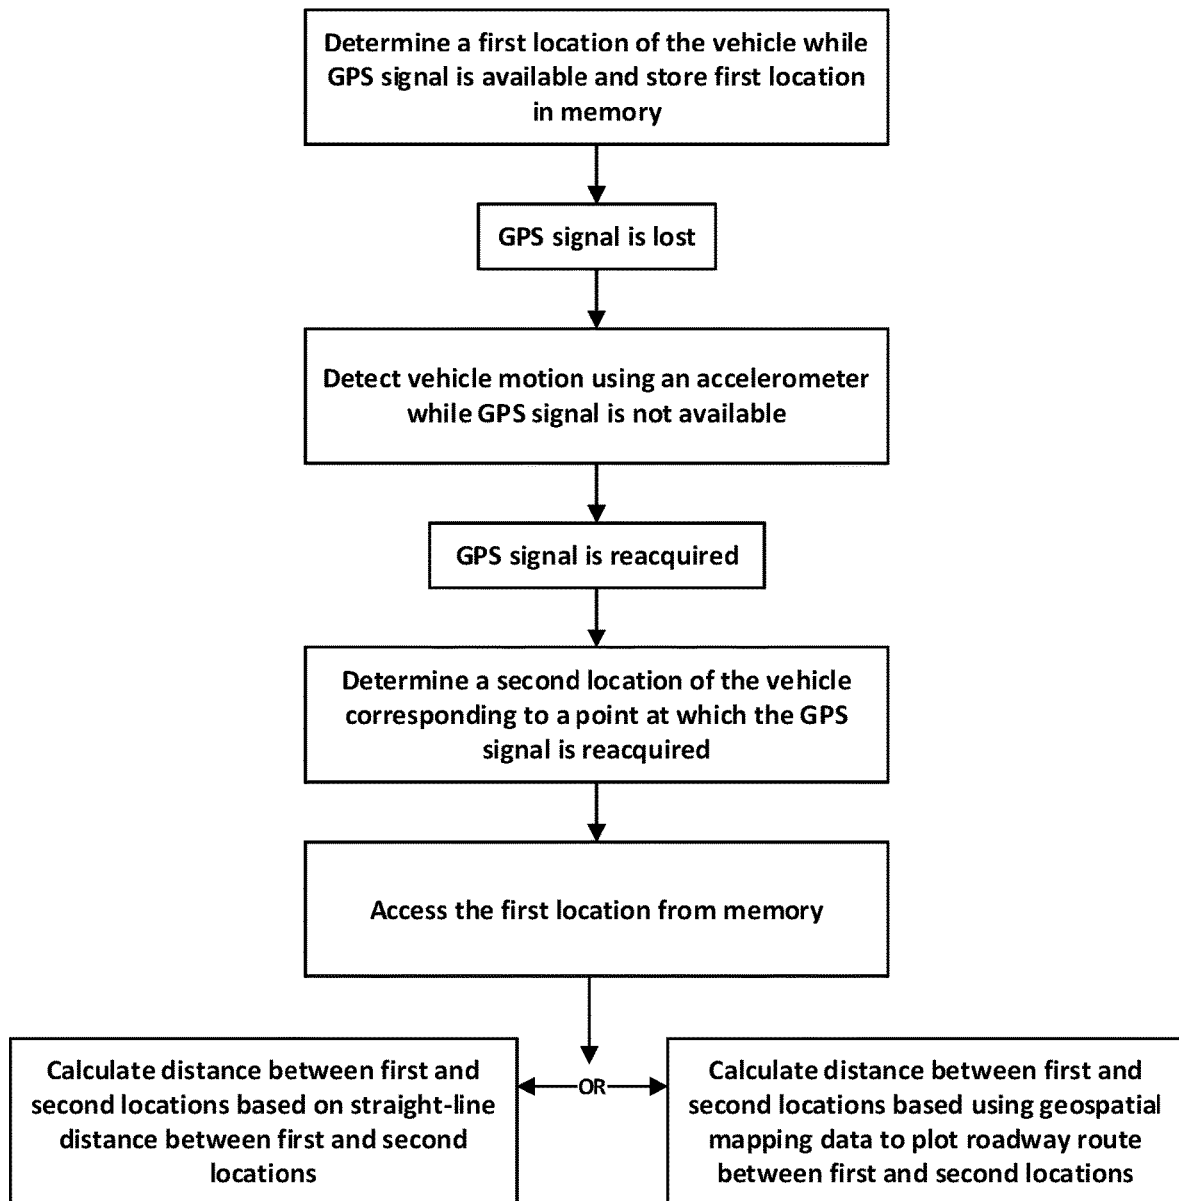 Determine a first location of the vehicle while
GPS signal is available and store first location
in memory
GPS signal is lost
Detect vehicle motion using an accelerometer
while GPS signal is not available
GPS signal is reacquired
Determine a second location of the vehicle
corresponding to a point at which the GPS
signal is reacquired
Access the first location from memory
Calculate distance between first and
second locations based on straight-line
distance between first and second
locations
OR
Calculate distance between first and
second locations based using geospatial
mapping data to plot roadway route
between first and second locations